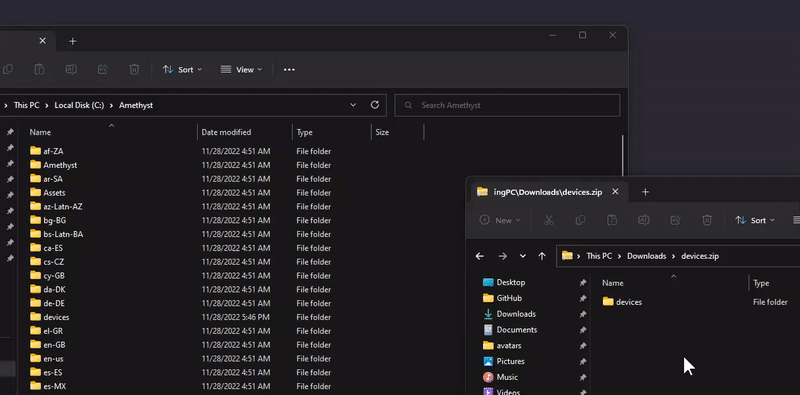 Sort
View
This PC > Local Disk (C:) > Amethyst
Search Amethyst
Name Date modified Type Size
af-ZA 11/28/2022 4:51 AM File folder
Amethyst 11/28/2022 4:51 AM File folder
ar-SA 11/28/2022 4:51 AM File folder
Assets 11/28/2022 4:51 AM File folder
az-Latn-AZ 11/28/2022 4:51 AM File folder
bg-BG 11/28/2022 4:51 AM File folder
bs-Latn-BA 11/28/2022 4:51 AM File folder
ca-ES 11/28/2022 4:51 AM File folder
cs-CZ 11/28/2022 4:51 AM File folder
cy-GB 11/28/2022 4:51 AM File folder
da-DK 11/28/2022 4:51 AM File folder
de-DE 11/28/2022 4:51 AM File folder
devices 11/28/2022 5:46 PM File folder
el-GR 11/28/2022 4:51 AM File folder
en-GB 11/28/2022 4:51 AM File folder
en-us 11/28/2022 4:51 AM File folder
es-ES 11/28/2022 4:51 AM File folder
es-MX 11/28/2022 4:51 AM File folder
ingPC\Downloads\devices.zip
New
Sort
This PC > Downloads > devices.zip
Desktop
GitHub
Downloads
Documents
avatars
Pictures
Music
Videos
Name Type
devices File folder